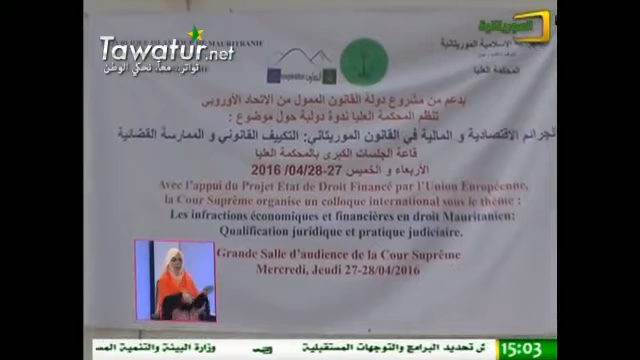 الموريتانية
Tawatur.net
تواتر، معاً، نحكي الوطن
DE MAURITANIE
الإسلامية الموريتانية
المحكمة العليا
بدعم من مشروع دولة القانون الممول من الاتحاد الأوروبي
تنظم المحكمة العليا ندوة دولية حول موضوع :
الجرائم الاقتصادية و المالية في القانون الموريتاني: التكييف القانوني و الممارسة القضائية
قاعة الجلسات الكبرى بالمحكمة العليا
الأربعاء و الخميس 27-28/04/ 2016
Avec l'appui du Projet Etat de Droit Financé par l'Union Européenne,
la Cour Suprême organise un colloque international sous le thème :
Les infractions économiques et financières en droit Mauritanien:
Qualification juridique et pratique judiciaire.
Grande Salle d'audience de la Cour Suprême
Mercredi, Jeudi 27-28/04/2016
15:03
ش تحديد البرامج والتوجهات المستقبلية
وزارة البيئة والتنمية المس